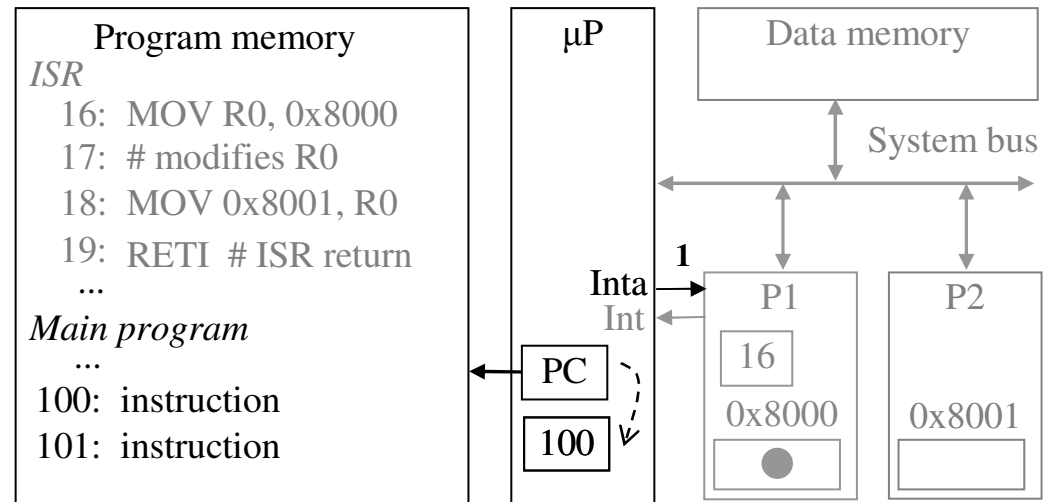 Program memory
ISR
16: MOV R0, 0x8000
17: # modifies R0
18: MOV 0x8001, R0
19: RETI # ISR return
...
Main program
...
100: instruction
101: instruction
μP
Inta
Int
PC
100
1
Data memory
System bus
P1
16
0x8000
P2
0x8001